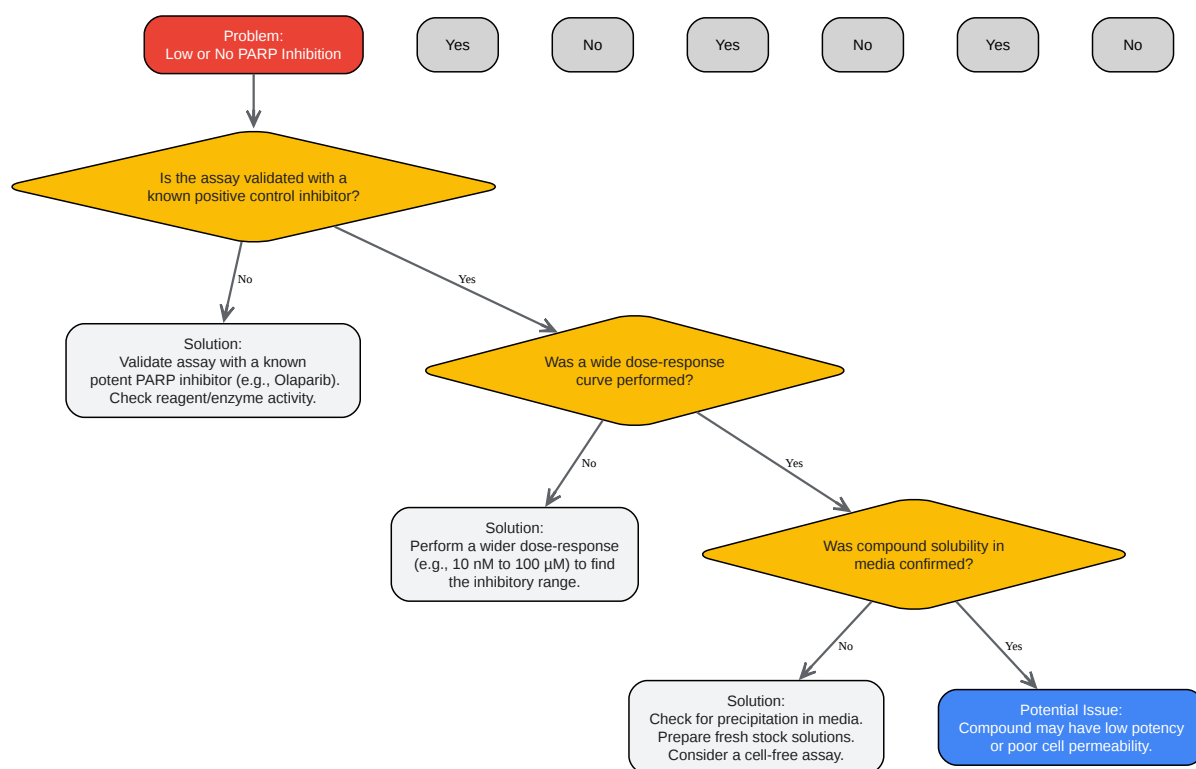 Problem:
Low or No PARP Inhibition
Yes
No
Yes
No
Yes
No
Is the assay validated with a
known positive control inhibitor?
No
Yes
Solution:
Validate assay with a known
potent PARP inhibitor (e.g., Olaparib).
Check reagent/enzyme activity.
Was a wide dose-response
curve performed?
No
Yes
Solution:
Perform a wider dose-response
(e.g., 10 nM to 100 µM) to find
the inhibitory range.
Was compound solubility in
media confirmed?
No
Yes
Solution:
Check for precipitation in media.
Prepare fresh stock solutions.
Consider a cell-free assay.
Potential Issue:
Compound may have low potency
or poor cell permeability.